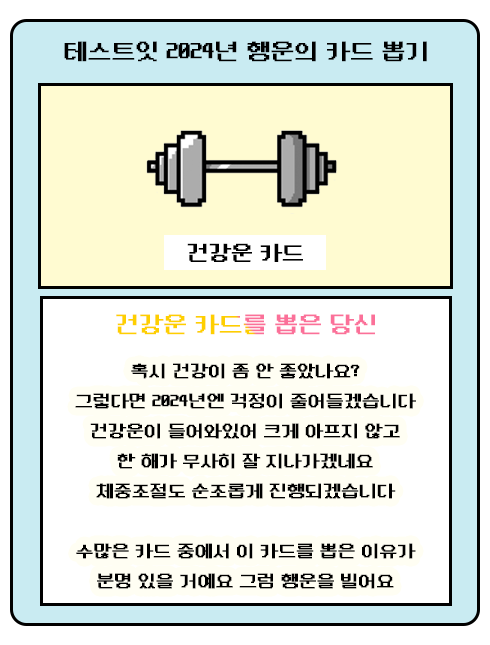 테스트잇 2024년 행운의 카드 뽑기
건강운 카드
건강운 카드를 뽑은 당신
혹시 건강이 좀 안 좋았나요?
그렇다면 2024년엔 걱정이 줄어들겠습니다
건강운이 들어와있어 크게 아프지 않고
한 해가 무사히 잘 지나가겠네요
체중조절도 순조롭게 진행되겠습니다
수많은 카드 중에서 이 카드를 뽑은 이유가
분명 있을 거예요 그럼 행운을 빌어요